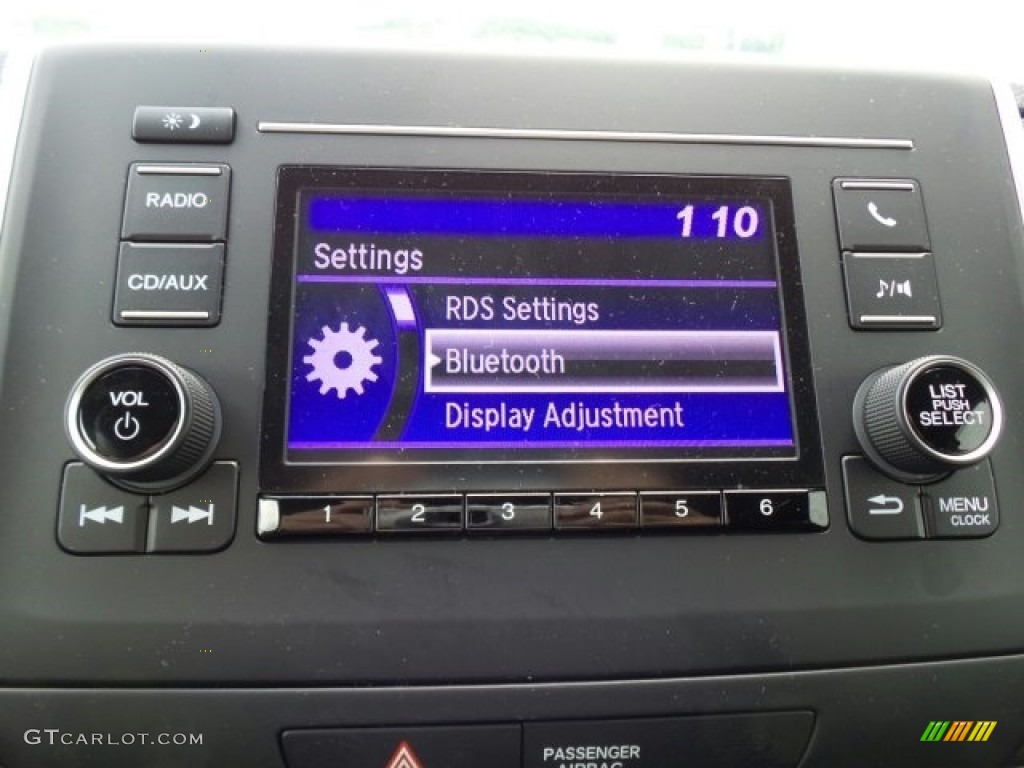 RADIO
CD/AUX
VOL
1 10
Settings
RDS Settings
Bluetooth
Display Adjustment
LIST
PUSH
SELECT
1 2 3 4 5 6
MENU
CLOCK
PASSENGER
AIRBAG
GTCARLOT.COM